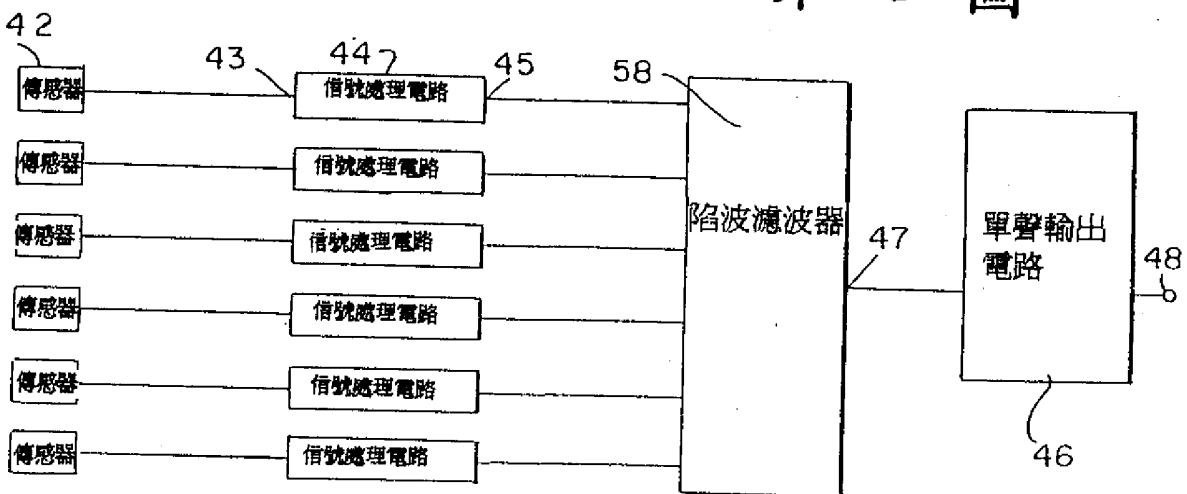 圖
42
43
44
45
58
傳感器
信號處理電路
傳感器
信號處理電路
傳感器
信號處理電路
陷波濾波器
47
單聲輸出
電路
48
傳感器
信號處理電路
傳感器
信號處理電路
傳感器
信號處理電路
46